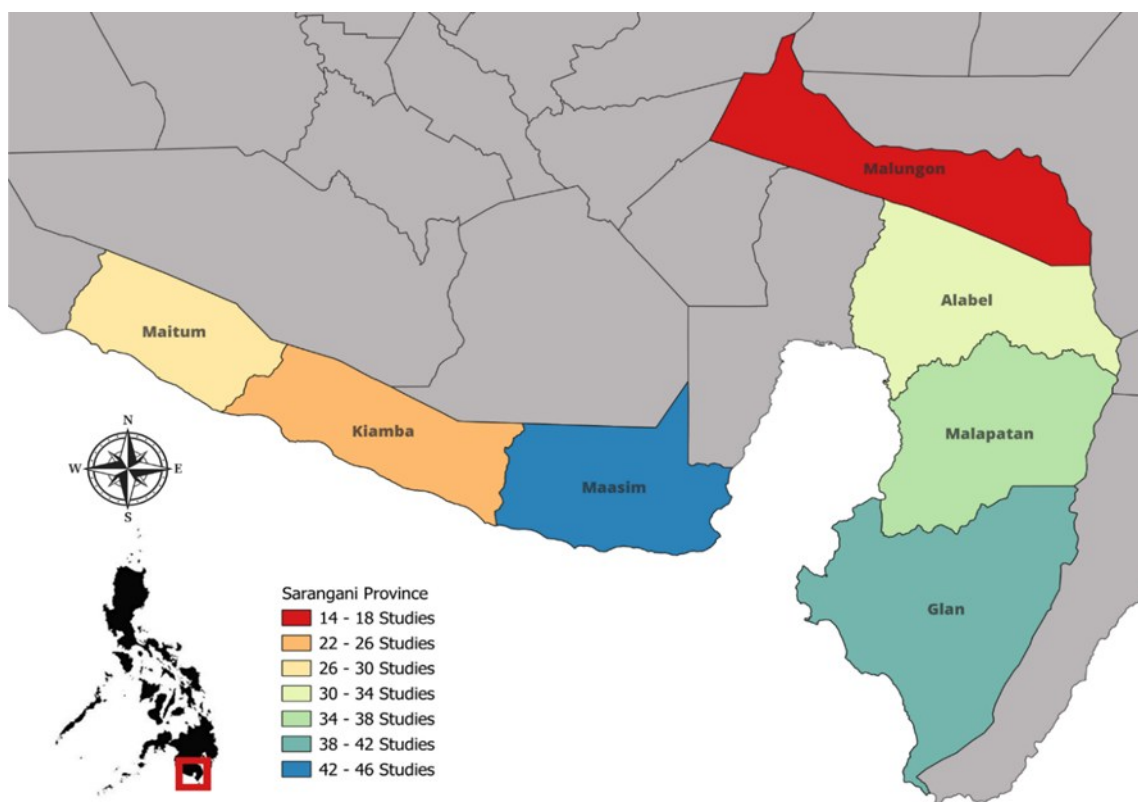 Malungon
Alabel
Maitum
Kiamba
Malapatan
Maasim
Glan
N
W E
S
Sarangani Province
14 - 18 Studies
22 - 26 Studies
26 - 30 Studies
30 - 34 Studies
34 - 38 Studies
38 - 42 Studies
42 - 46 Studies